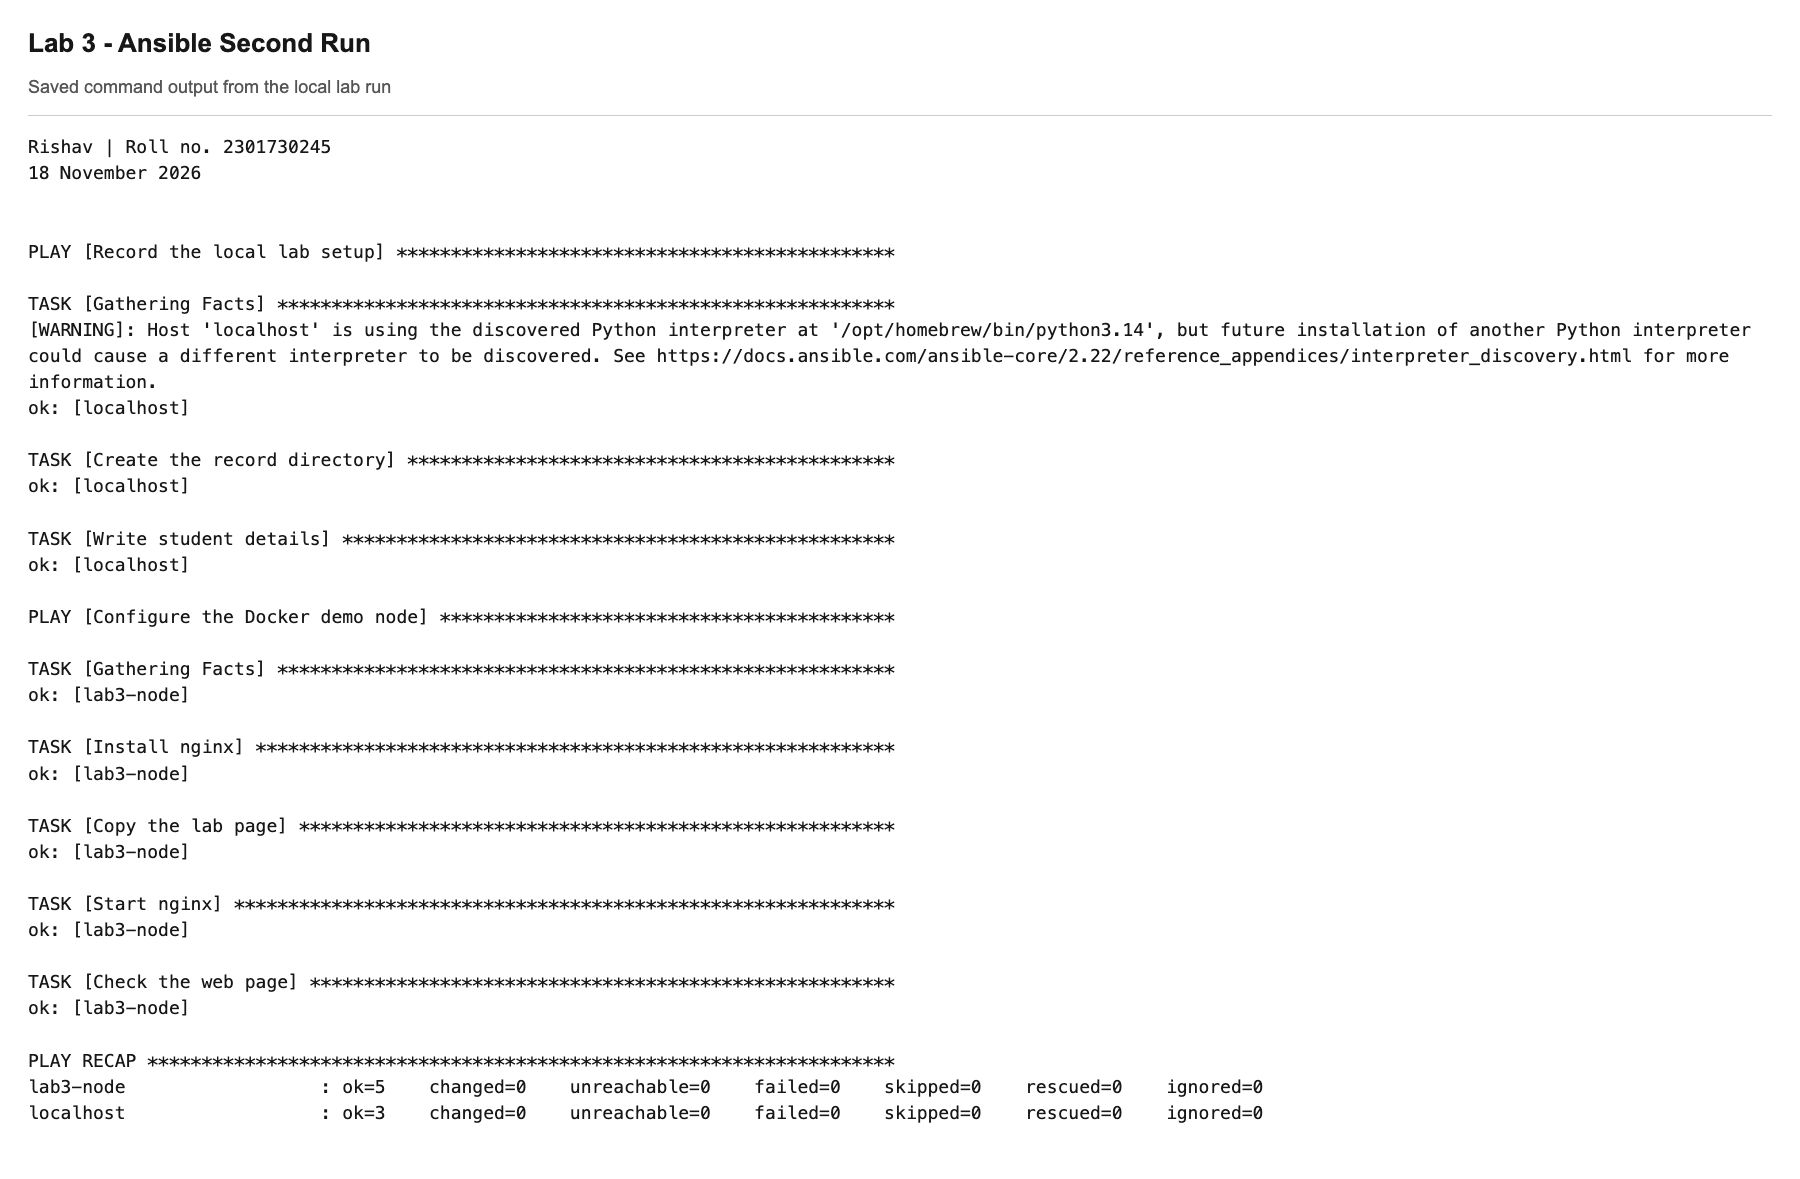 Lab 3 - Ansible Second Run
Saved command output from the local lab run
Rishav | Roll no. 2301730245
18 November 2026
PLAY [Record the local lab setup] **********************************************
TASK [Gathering Facts] *********************************************************
[WARNING]: Host 'localhost' is using the discovered Python interpreter at '/opt/homebrew/bin/python3.14', but future installation of another Python interpreter
could cause a different interpreter to be discovered. See https://docs.ansible.com/ansible-core/2.22/reference_appendices/interpreter_discovery.html for more
information.
ok: [localhost]
TASK [Create the record directory] *********************************************
ok: [localhost]
TASK [Write student details] ***************************************************
ok: [localhost]
PLAY [Configure the Docker demo node] ******************************************
TASK [Gathering Facts] *********************************************************
ok: [lab3-node]
TASK [Install nginx] ***********************************************************
ok: [lab3-node]
TASK [Copy the lab page] *******************************************************
ok: [lab3-node]
TASK [Start nginx] *************************************************************
ok: [lab3-node]
TASK [Check the web page] ******************************************************
ok: [lab3-node]
PLAY RECAP *********************************************************************
lab3-node                  : ok=5    changed=0    unreachable=0    failed=0    skipped=0    rescued=0    ignored=0
localhost                  : ok=3    changed=0    unreachable=0    failed=0    skipped=0    rescued=0    ignored=0